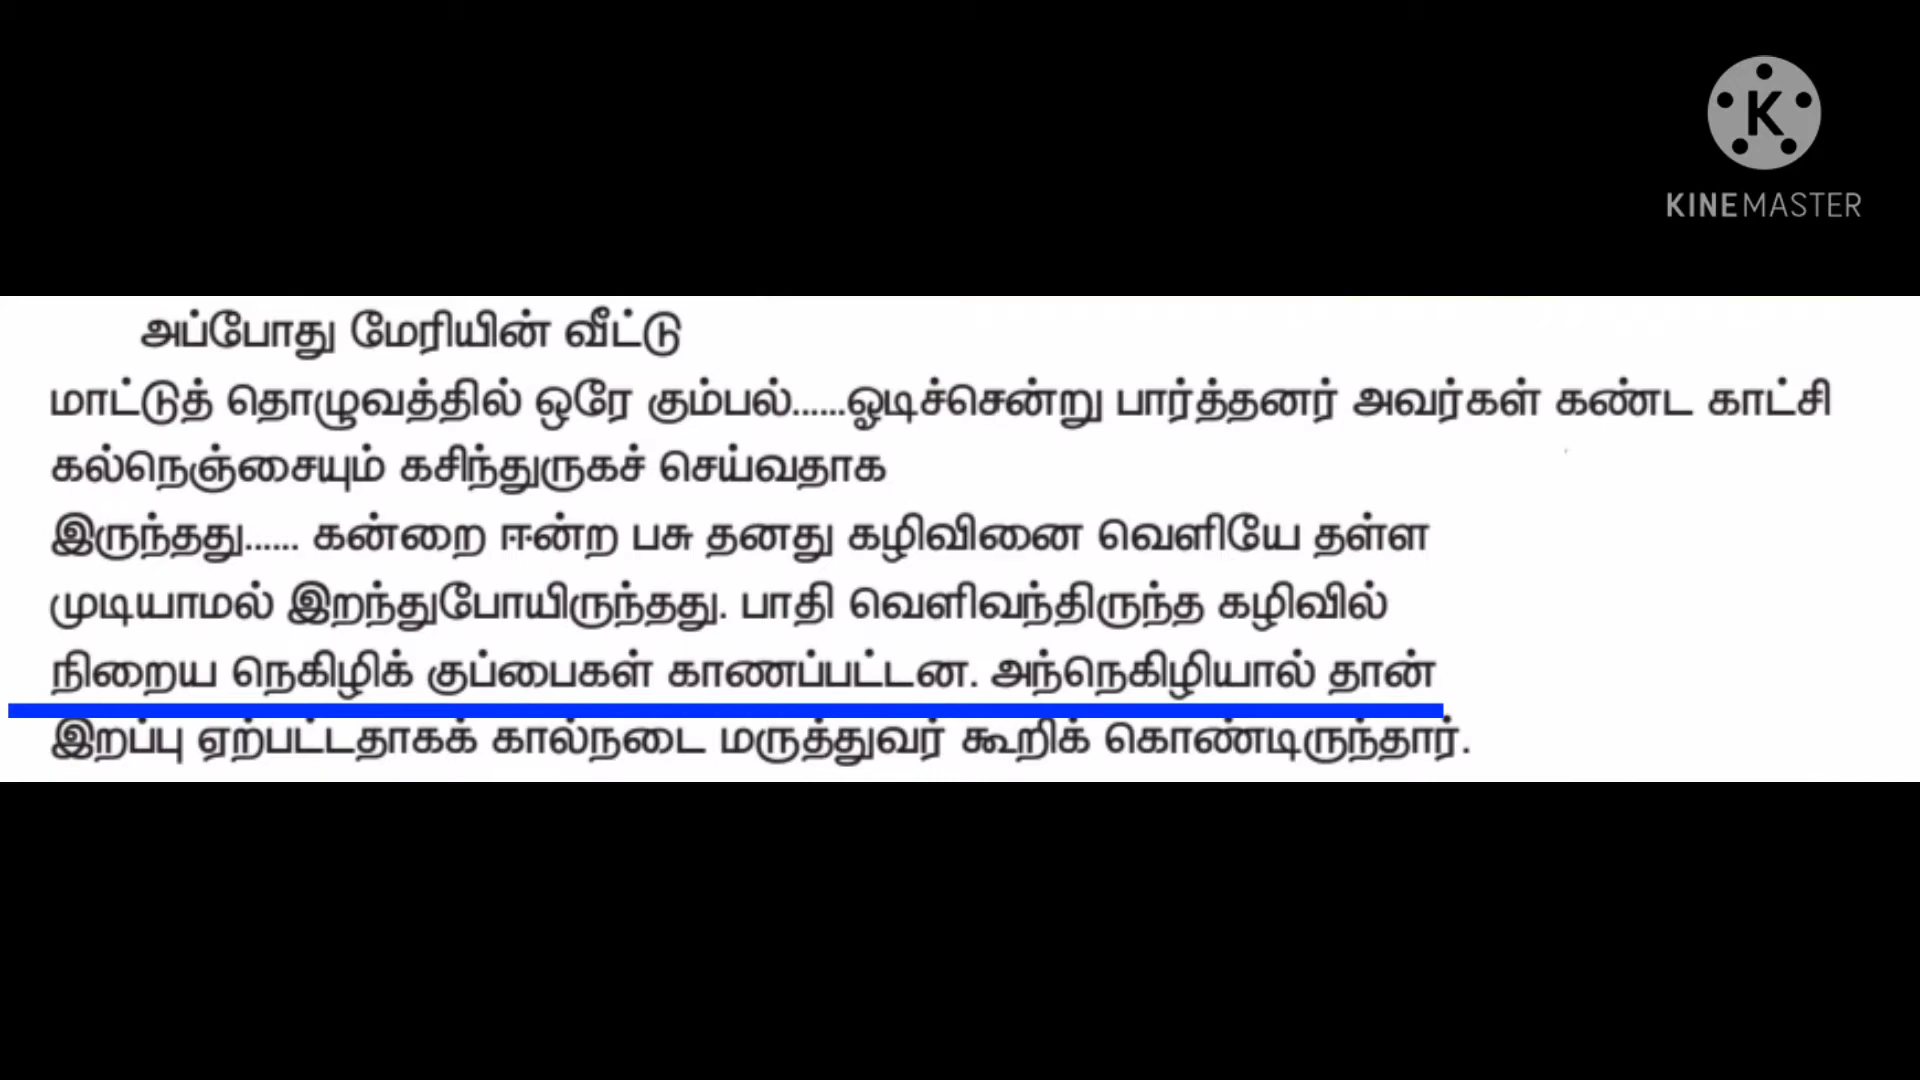 K
KINEMASTER
அப்போது மேரியின் வீட்டு
மாட்டுத் தொழுவத்தில் ஒரே கும்பல்......ஓடிச்சென்று பார்த்தனர் அவர்கள் கண்ட காட்சி
கல்நெஞ்சையும் கசிந்துருகச் செய்வதாக
இருந்தது...... கன்றை ஈன்ற பசு தனது கழிவினை வெளியே தள்ள
முடியாமல் இறந்துபோயிருந்தது. பாதி வெளிவந்திருந்த கழிவில்
நிறைய நெகிழிக் குப்பைகள் காணப்பட்டன. அந்நெகிழியால் தான்
இறப்பு ஏற்பட்டதாகக் கால்நடை மருத்துவர் கூறிக் கொண்டிருந்தார்.